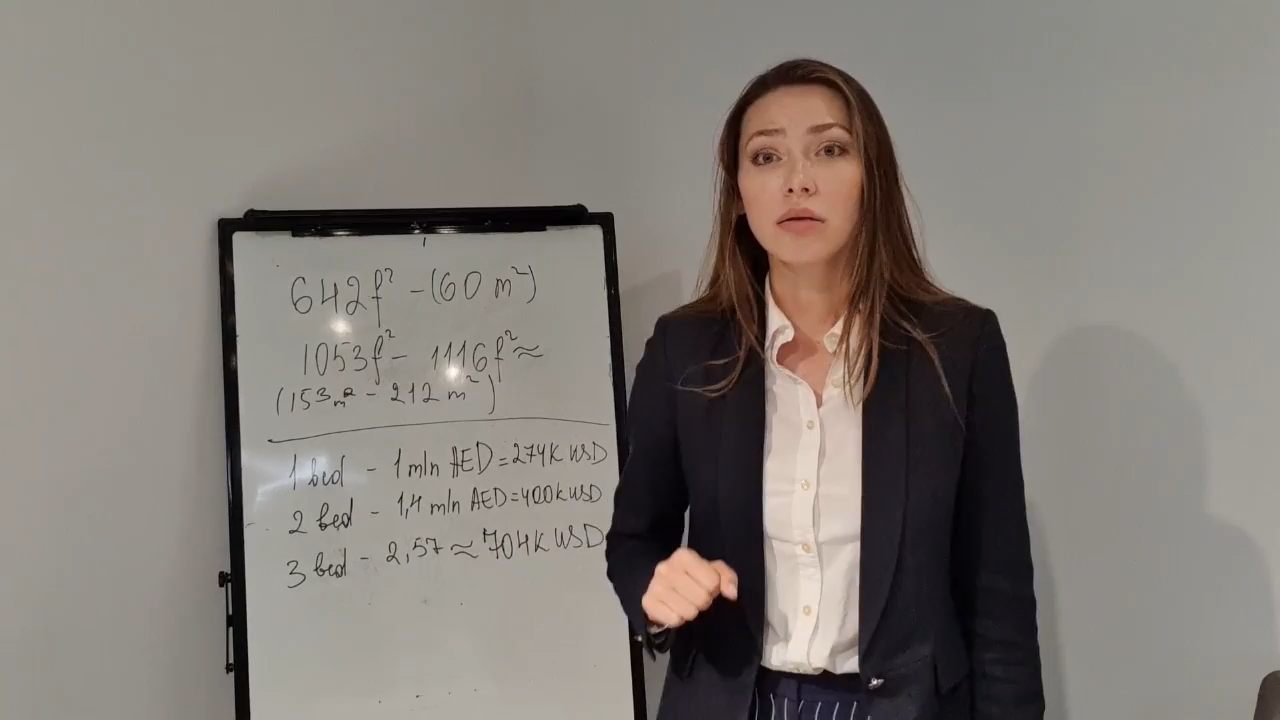 642f² - (60 m²)
1053f² - 1116f² ≈
(153m² - 212 m²)
1 bed - 1 mln AED = 274K USD
2 bed - 1,4 mln AED = 400K USD
3 bed - 2,57 ≈ 704K USD